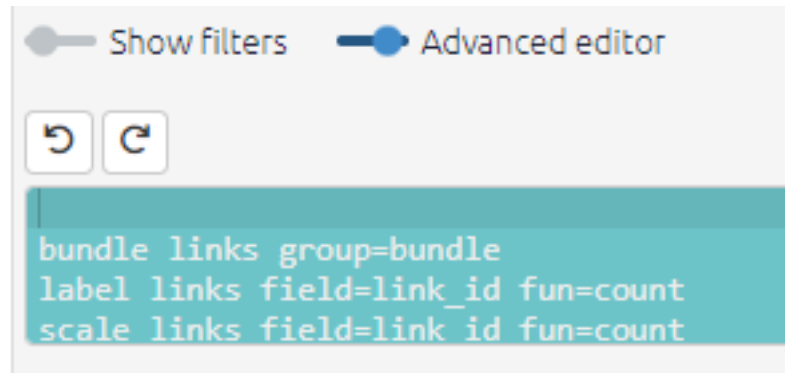 Show filters Advanced editor
bundle links group=bundle
label links field=link_id fun=count
scale links field=link_id fun=count